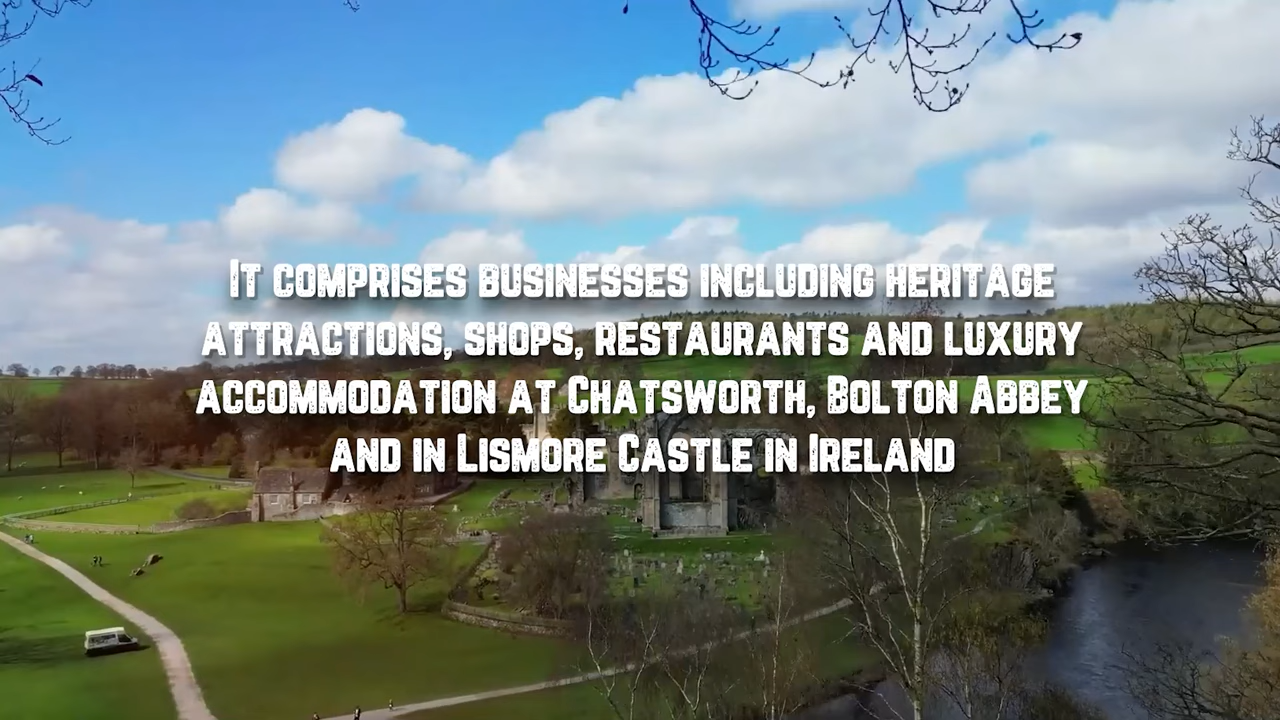 It comprises businesses including heritage
attractions, shops, restaurants and luxury
accommodation at Chatsworth, Bolton Abbey
and in Lismore Castle in Ireland